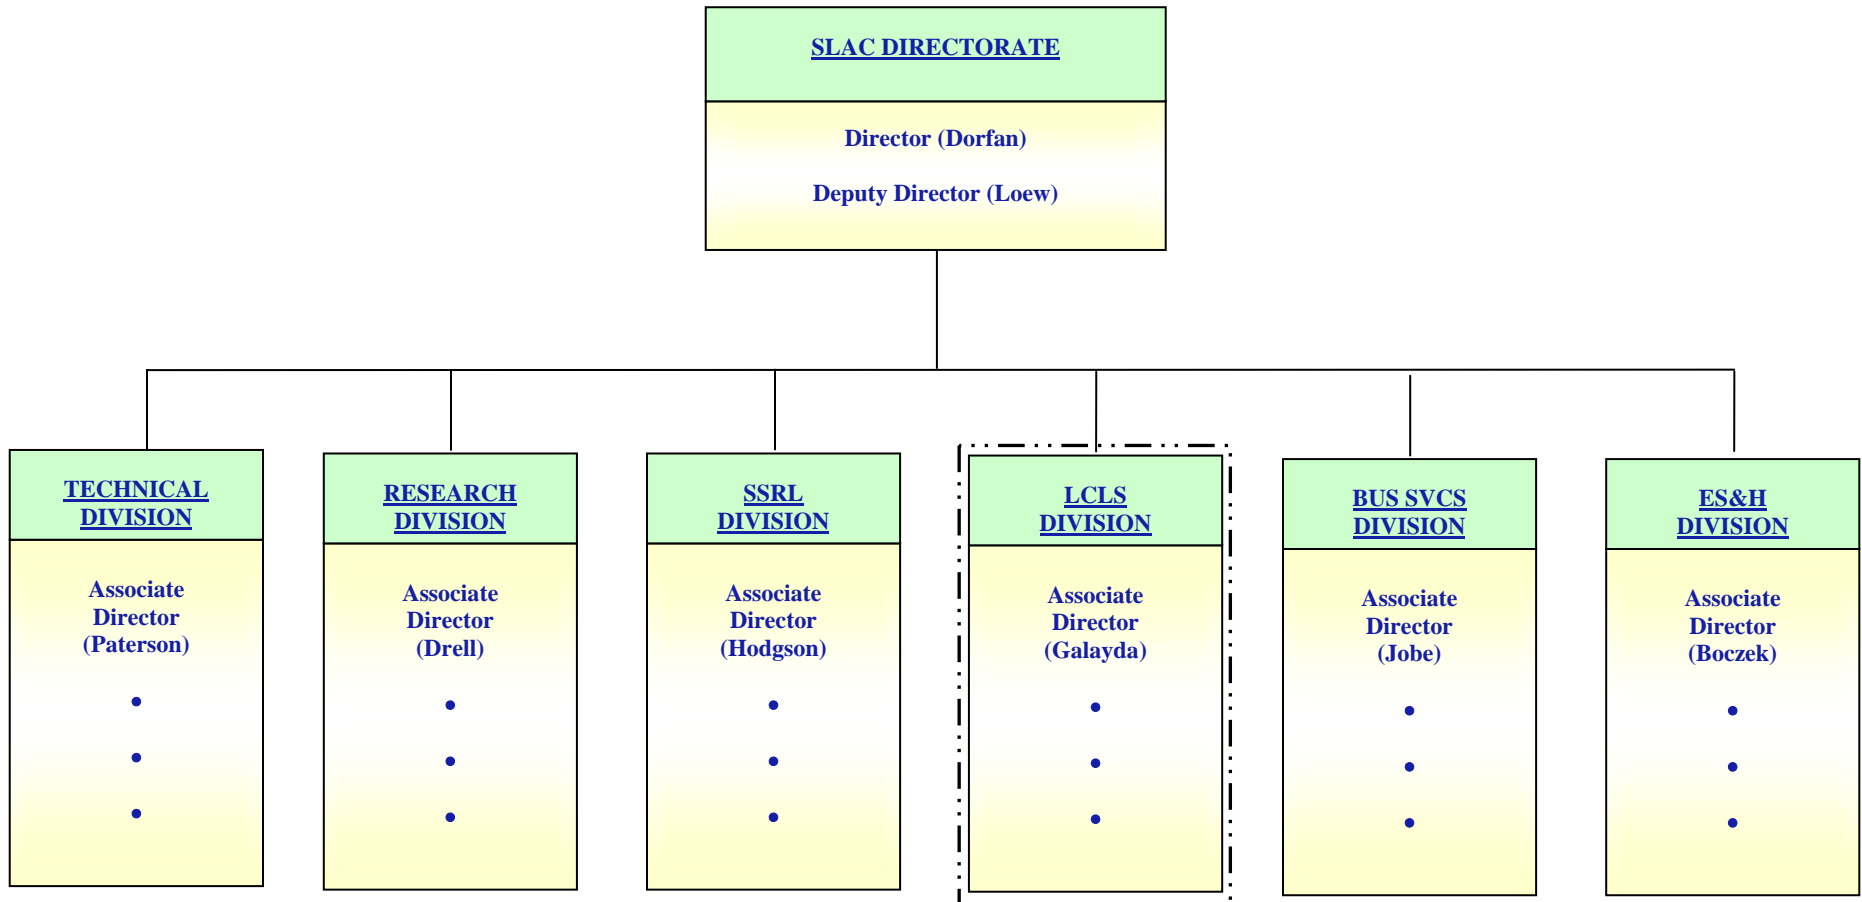 SLAC DIRECTORATE
Director (Dorfan)
Deputy Director (Loew)
TECHNICAL
DIVISION
Associate
Director
(Paterson)
•
•
•
RESEARCH
DIVISION
Associate
Director
(Drell)
•
•
•
SSRL
DIVISION
Associate
Director
(Hodgson)
•
•
•
LCLS
DIVISION
Associate
Director
(Galayda)
•
•
•
BUS SVCS
DIVISION
Associate
Director
(Jobe)
•
•
•
ES&H
DIVISION
Associate
Director
(Boczek)
•
•
•